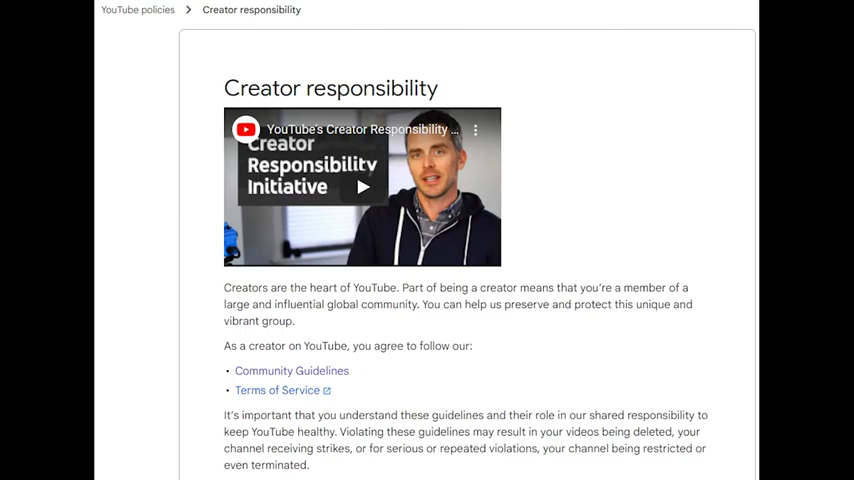 YouTube policies > Creator responsibility
Creator responsibility
YouTube's Creator Responsibility ...
Creator
Responsibility
Initiative
Creators are the heart of YouTube. Part of being a creator means that you're a member of a
large and influential global community. You can help us preserve and protect this unique and
vibrant group.
As a creator on YouTube, you agree to follow our:
• Community Guidelines
• Terms of Service
It's important that you understand these guidelines and their role in our shared responsibility to
keep YouTube healthy. Violating these guidelines may result in your videos being deleted, your
channel receiving strikes, or for serious or repeated violations, your channel being restricted or
even terminated.